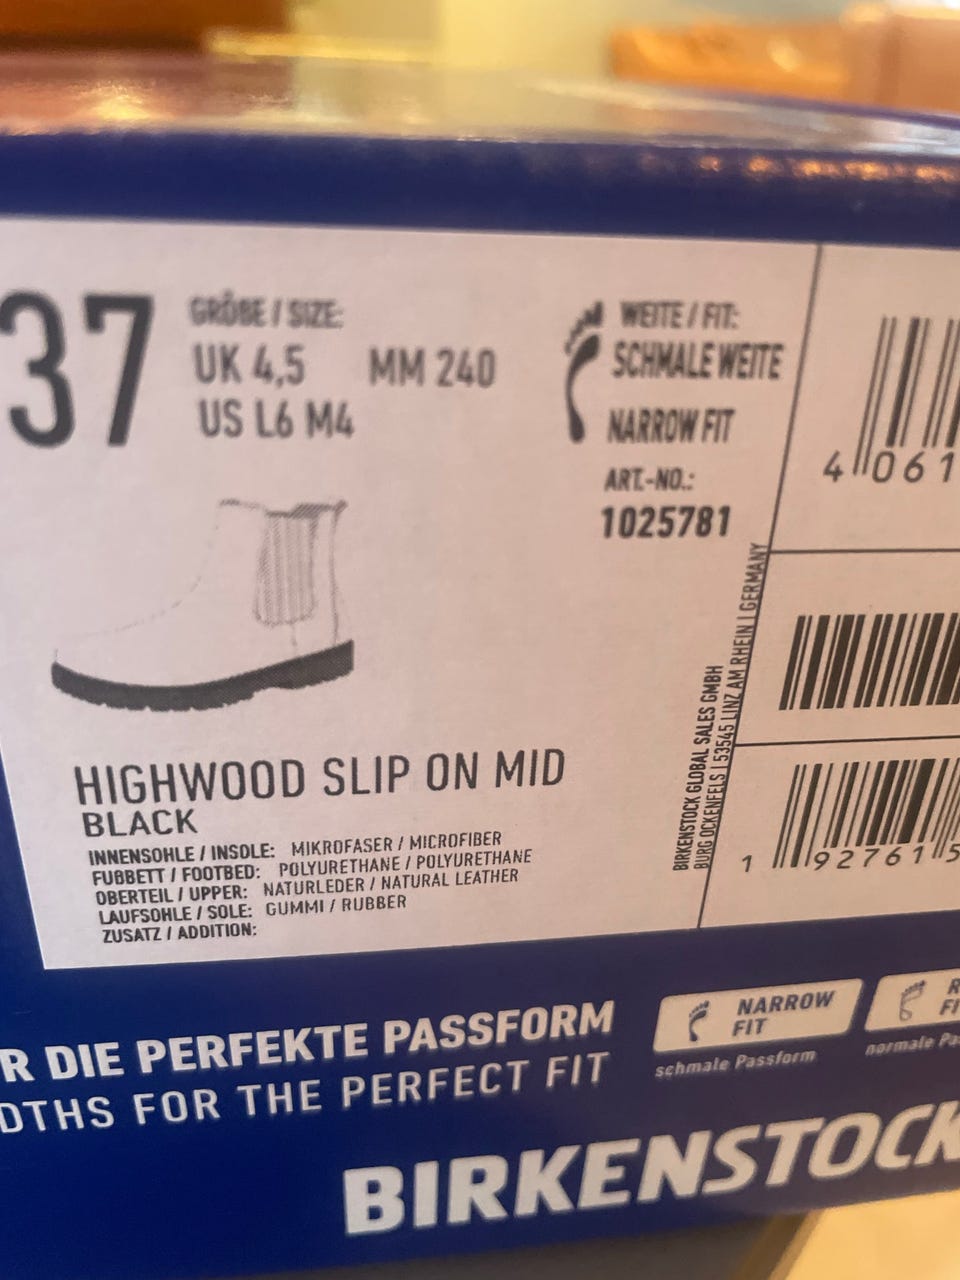 37
GRÖBE / SIZE:
UK 4,5 MM 240
US L6 M4
WEITE / FIT:
SCHMALE WEITE
NARROW FIT
ART.-NO.:
1025781
4 061
BIRKENSTOCK GLOBAL SALES GMBH
BURG OCKENFELS | 53545 LINZ AM RHEIN | GERMANY
1 92761 5
HIGHWOOD SLIP ON MID
BLACK
INNENSOHLE / INSOLE: MIKROFASER / MICROFIBER
FUBBETT / FOOTBED: POLYURETHANE / POLYURETHANE
OBERTEIL / UPPER: NATURLEDER / NATURAL LEATHER
LAUFSOHLE / SOLE: GUMMI / RUBBER
ZUSATZ / ADDITION:
R DIE PERFEKTE PASSFORM
DTHS FOR THE PERFECT FIT
NARROW
FIT
schmale Passform
R
FI
normale Pa
BIRKENSTOCK